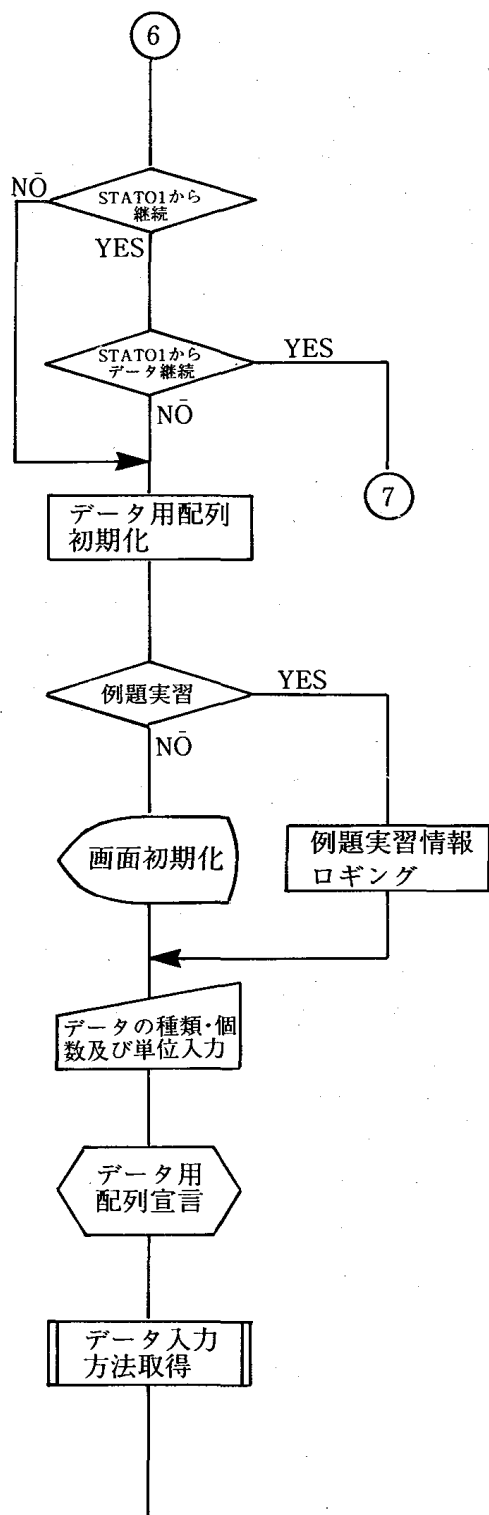 6
NŌ
STATO1から
継続
YES
STATO1から
データ継続
YES
NŌ
7
データ用配列
初期化
例題実習
YES
NŌ
画面初期化
例題実習情報
ロギング
データの種類・個
数及び単位入力
データ用
配列宣言
データ入力
方法取得